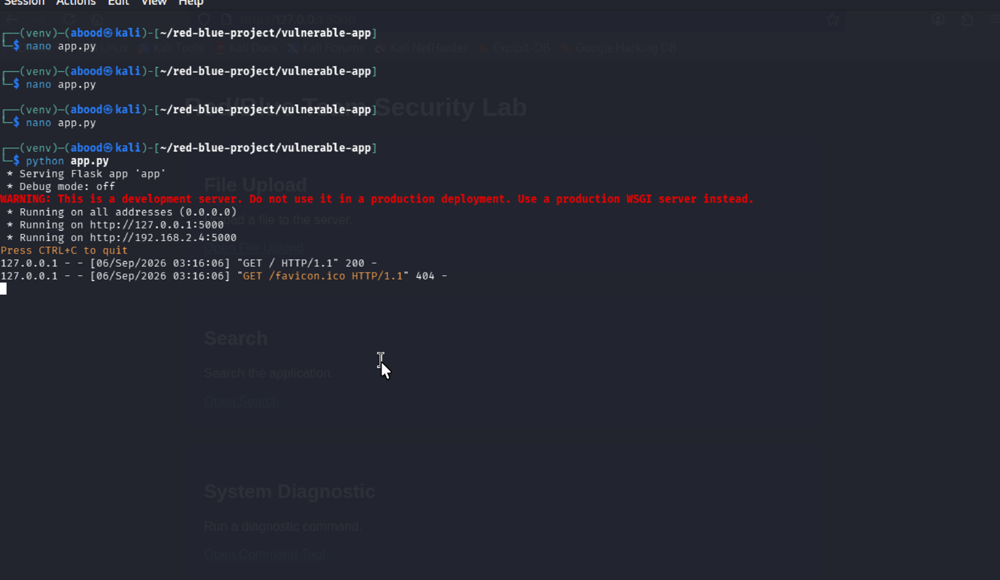 Session Actions Edit View Help
http://127.0.0.1:5000
┌──(venv)─(abood㉿kali)-[~/red-blue-project/vulnerable-app]
└─$ nano app.py
Linux Kali Tools Kali Docs Kali Forums Kali NetHunter Exploit-DB Google Hacking DB
┌──(venv)─(abood㉿kali)-[~/red-blue-project/vulnerable-app]
└─$ nano app.py
Security Lab
┌──(venv)─(abood㉿kali)-[~/red-blue-project/vulnerable-app]
└─$ nano app.py
┌──(venv)─(abood㉿kali)-[~/red-blue-project/vulnerable-app]
└─$ python app.py
* Serving Flask app 'app'
File Upload
* Debug mode: off
WARNING: This is a development server. Do not use it in a production deployment. Use a production WSGI server instead.
* Running on all addresses (0.0.0.0)
a file to the server.
* Running on http://127.0.0.1:5000
* Running on http://192.168.2.4:5000
Open File Upload
Press CTRL+C to quit
127.0.0.1 - - [06/Sep/2026 03:16:06] "GET / HTTP/1.1" 200 -
127.0.0.1 - - [06/Sep/2026 03:16:06] "GET /favicon.ico HTTP/1.1" 404 -
Search
Search the application.
Open Search
System Diagnostic
Run a diagnostic command.
Open Command Tool